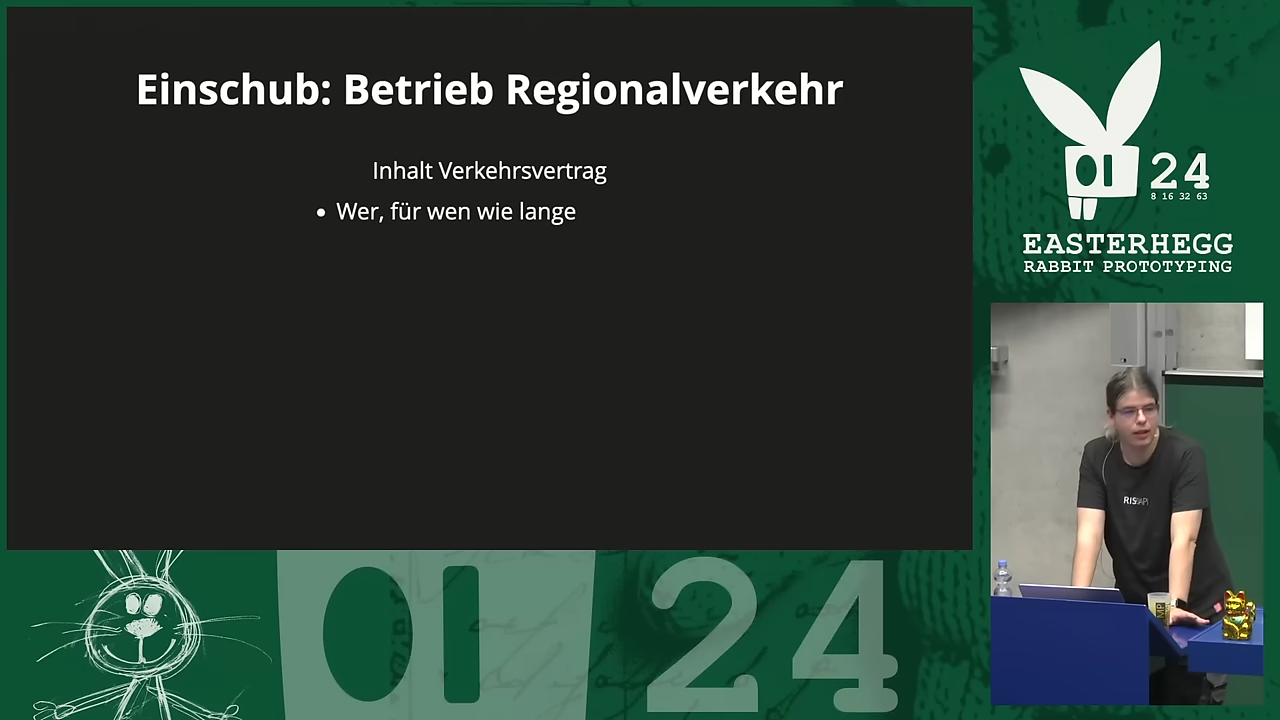 Einschub: Betrieb Regionalverkehr
Inhalt Verkehrsvertrag
• Wer, für wen wie lange
24
8 16 32 63
EASTERHEGG
RABBIT PROTOTYPING
RIS
24